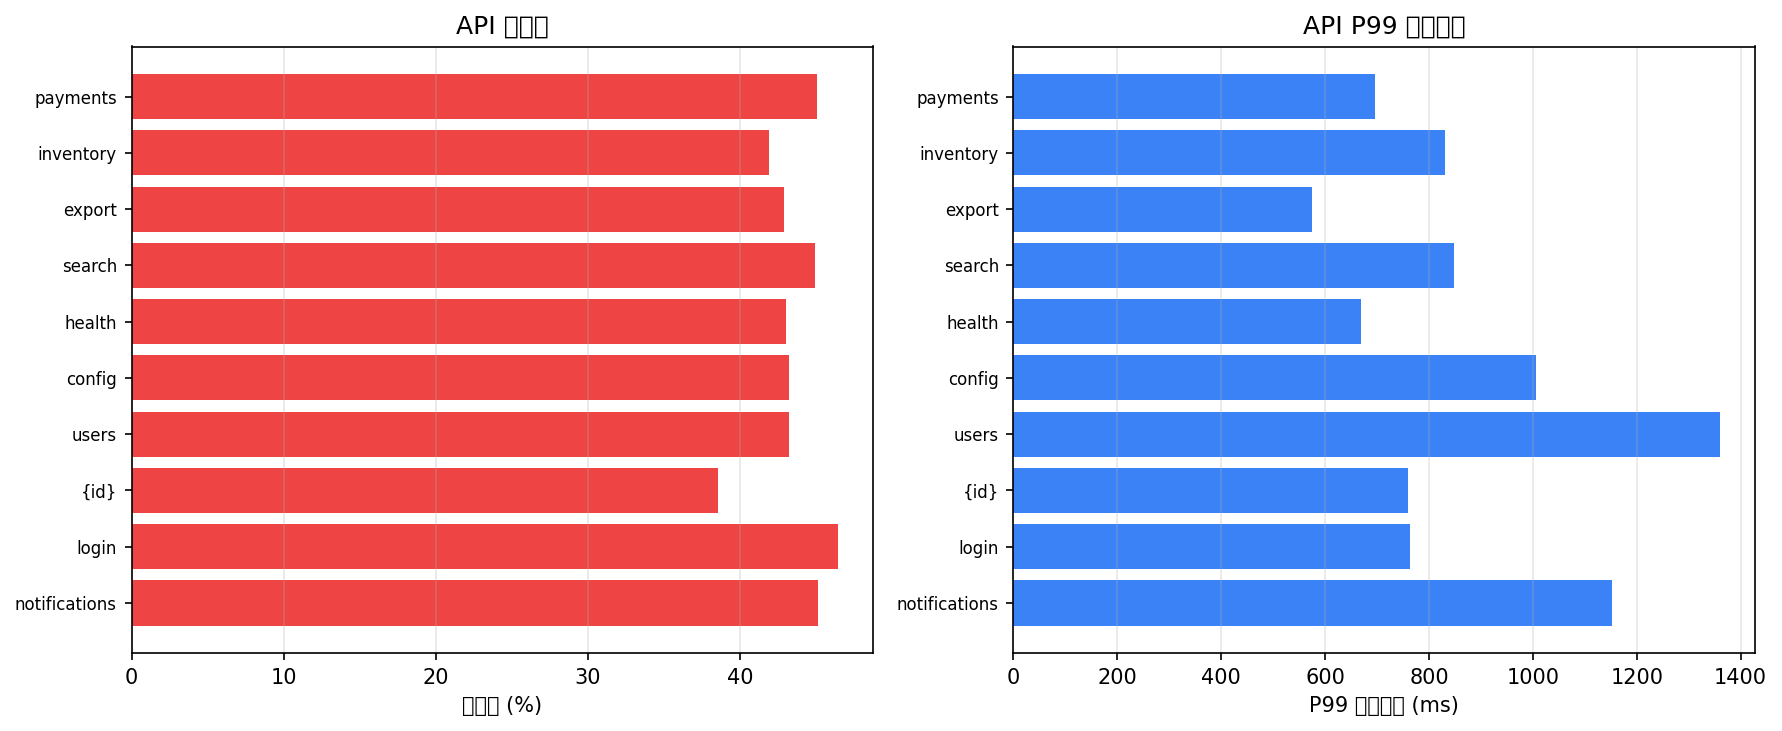 API
payments
inventory
export
search
health
config
users
{id}
login
notifications
0 10 20 30 40
(%)
API P99
payments
inventory
export
search
health
config
users
{id}
login
notifications
0 200 400 600 800 1000 1200 1400
P99 (ms)